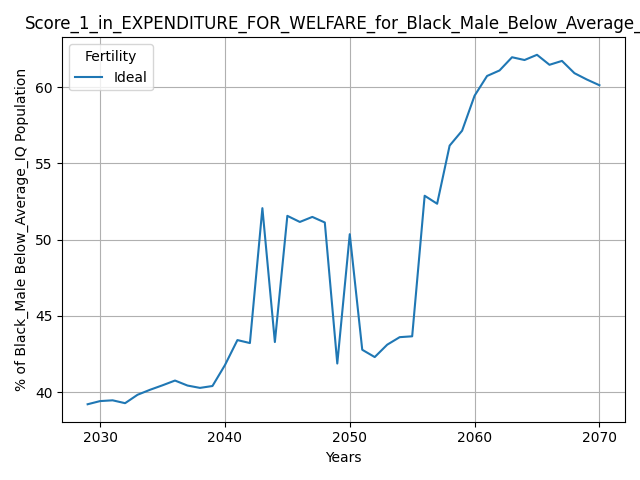 Score_1_in_EXPENDITURE_FOR_WELFARE_for_Black_Male_Below_Average_
Fertility
Ideal
% of Black_Male Below_Average_IQ Population
60
55
50
45
40
2030 2040 2050 2060 2070
Years